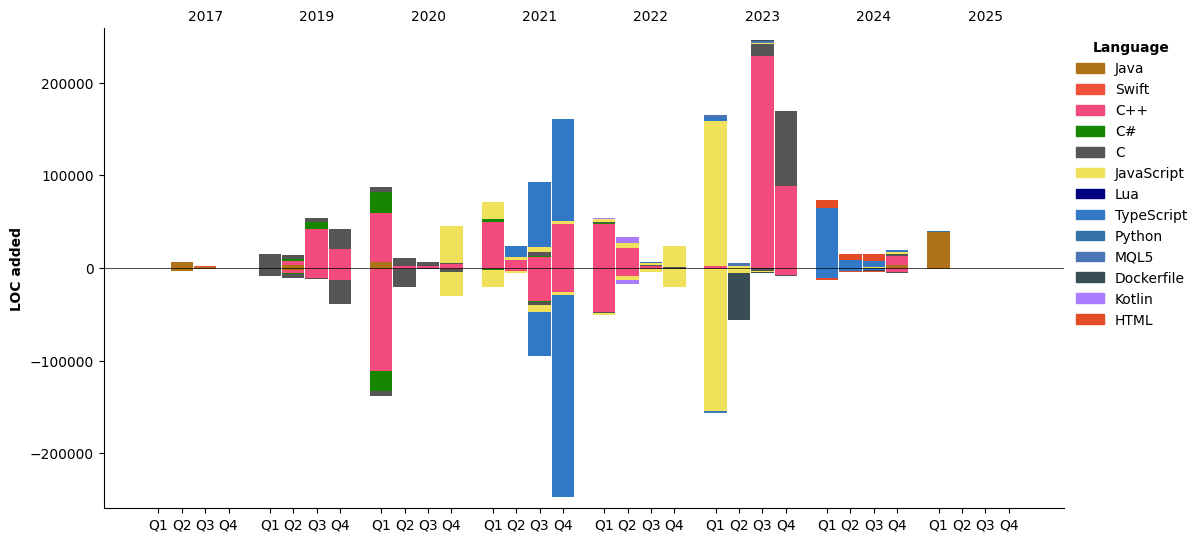 2017 2019 2020 2021 2022 2023 2024 2025
LOC added
200000
100000
0
−100000
−200000
Q1 Q2 Q3 Q4 Q1 Q2 Q3 Q4 Q1 Q2 Q3 Q4 Q1 Q2 Q3 Q4 Q1 Q2 Q3 Q4 Q1 Q2 Q3 Q4 Q1 Q2 Q3 Q4 Q1 Q2 Q3 Q4
Language
Java
Swift
C++
C#
C
JavaScript
Lua
TypeScript
Python
MQL5
Dockerfile
Kotlin
HTML